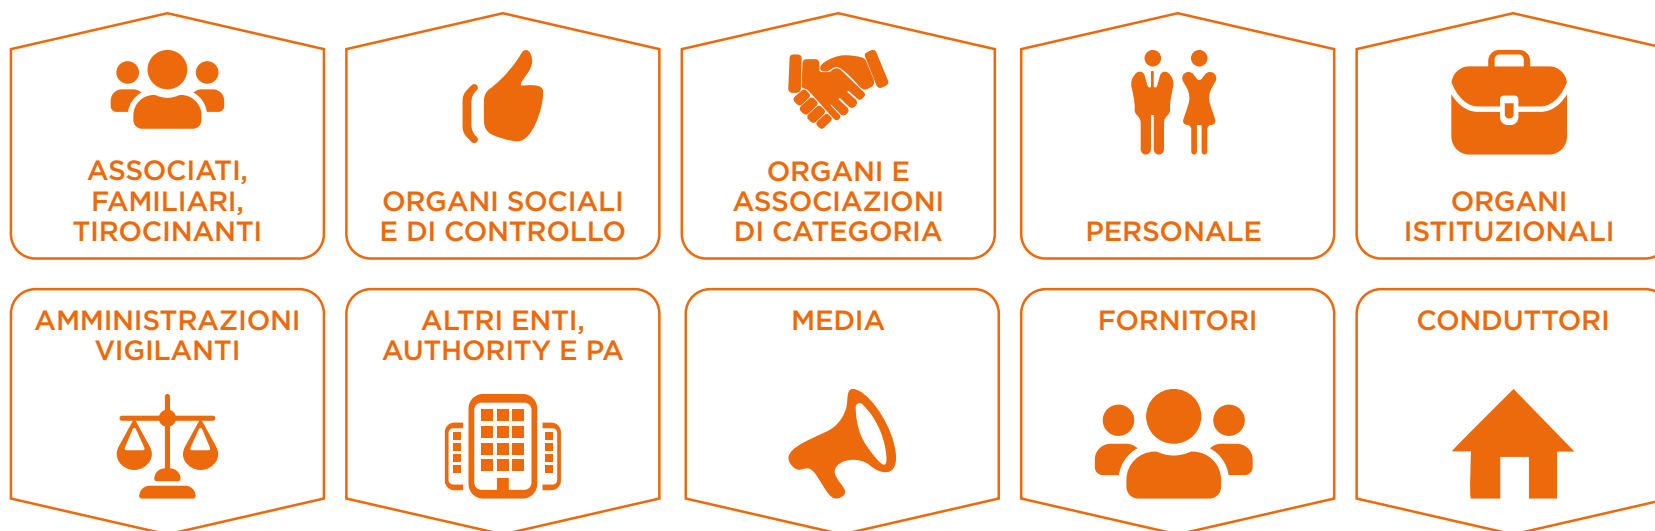 ASSOCIATI,
FAMILIARI,
TIROCINANTI
ORGANI SOCIALI
E DI CONTROLLO
ORGANI E
ASSOCIAZIONI
DI CATEGORIA
PERSONALE
ORGANI
ISTITUZIONALI
AMMINISTRAZIONI
VIGILANTI
ALTRI ENTI,
AUTHORITY E PA
MEDIA
FORNITORI
CONDUTTORI